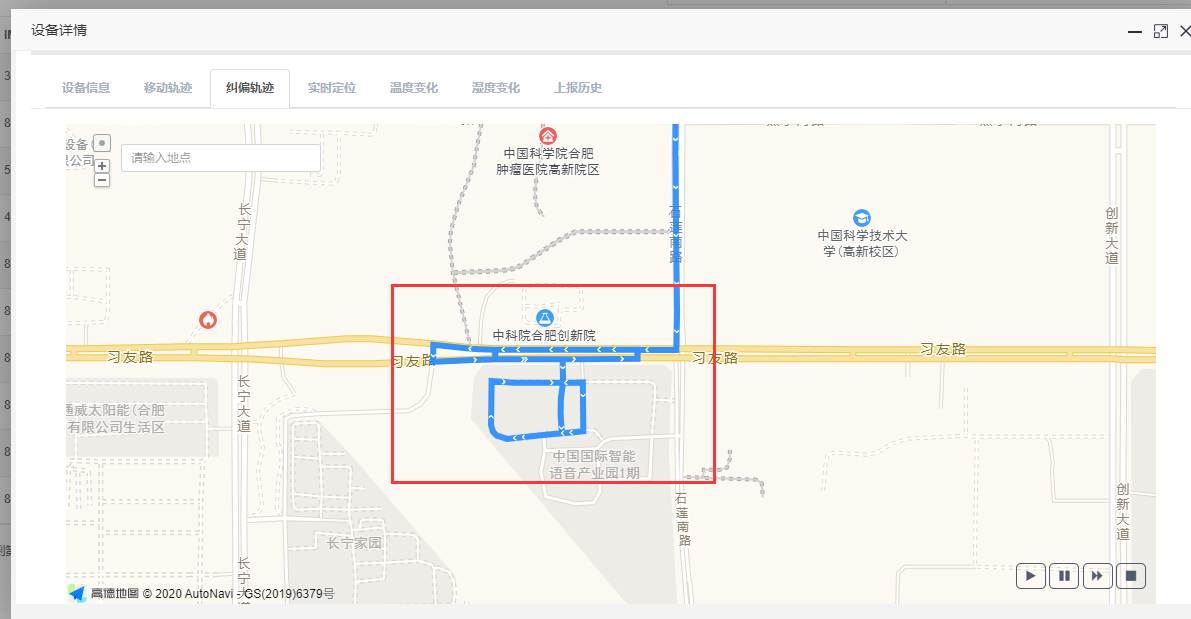 设备详情
设备信息
移动轨迹
纠偏轨迹
实时定位
温度变化
湿度变化
上报历史
设备
限公司
请输入地点
中国科学院合肥
肿瘤医院高新院区
长宁大道
石莲南路
中国科学技术大
学(高新校区)
创新大道
中科院合肥创新院
习友路
习友路
习友路
习友路
长宁大道
通威太阳能(合肥
有限公司生活区
中国国际智能
语音产业园1期
石莲南路
创新大道
长宁家园
长宁大
高德地图 © 2020 AutoNavi - GS(2019)6379号